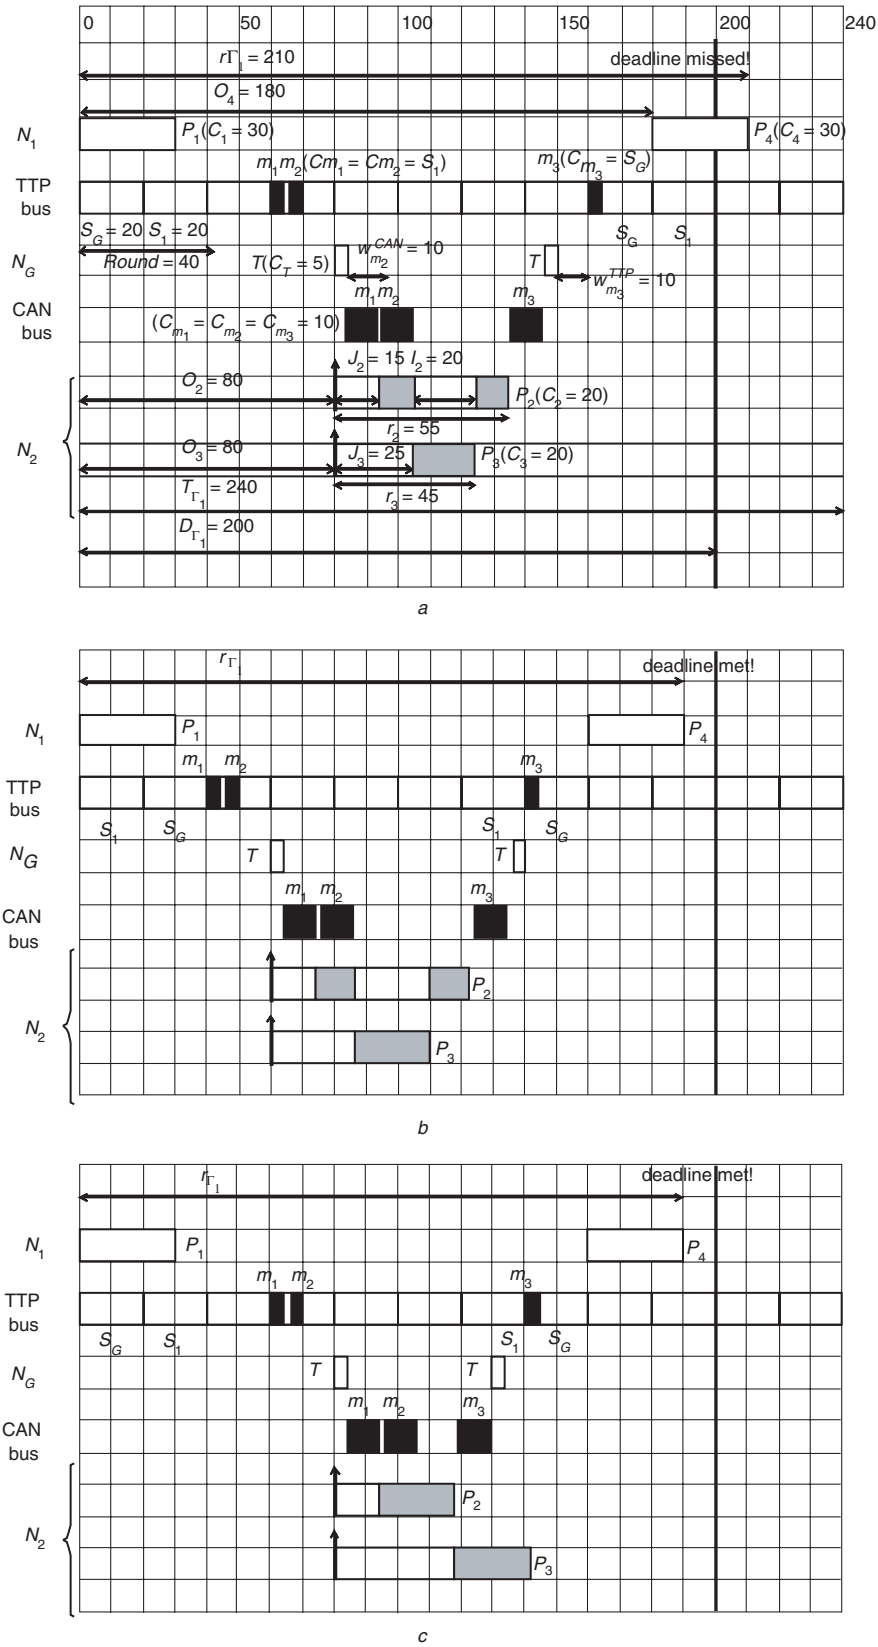 0 50 100 150 200 240
rΓ1 = 210 deadline missed!
O4 = 180
N1 P1(C1 = 30) P4(C4 = 30)
m1 m2(Cm1 = Cm2 = S1) m3(Cm3 = SG)
TTP bus
SG = 20 S1 = 20 SG S1
Round = 40
NG T(CT = 5) w m2 CAN = 10 T w m3 TTP = 10
m1 m2 m3
CAN bus (Cm1 = Cm2 = Cm3 = 10)
J2 = 15 I2 = 20
O2 = 80 P2(C2 = 20)
r2 = 55
N2
O3 = 80 J3 = 25 P3(C3 = 20)
TΓ1 = 240 r3 = 45
DΓ1 = 200
a
rΓ1 deadline met!
N1 P1 P4
m1 m2 m3
TTP bus
S1 SG S1 SG
NG T T
m1 m2 m3
CAN bus
P2
N2
P3
b
rΓ1 deadline met!
N1 P1 P4
m1 m2 m3
TTP bus
SG S1 S1 SG
NG T T
m1 m2 m3
CAN bus
P2
N2
P3
c